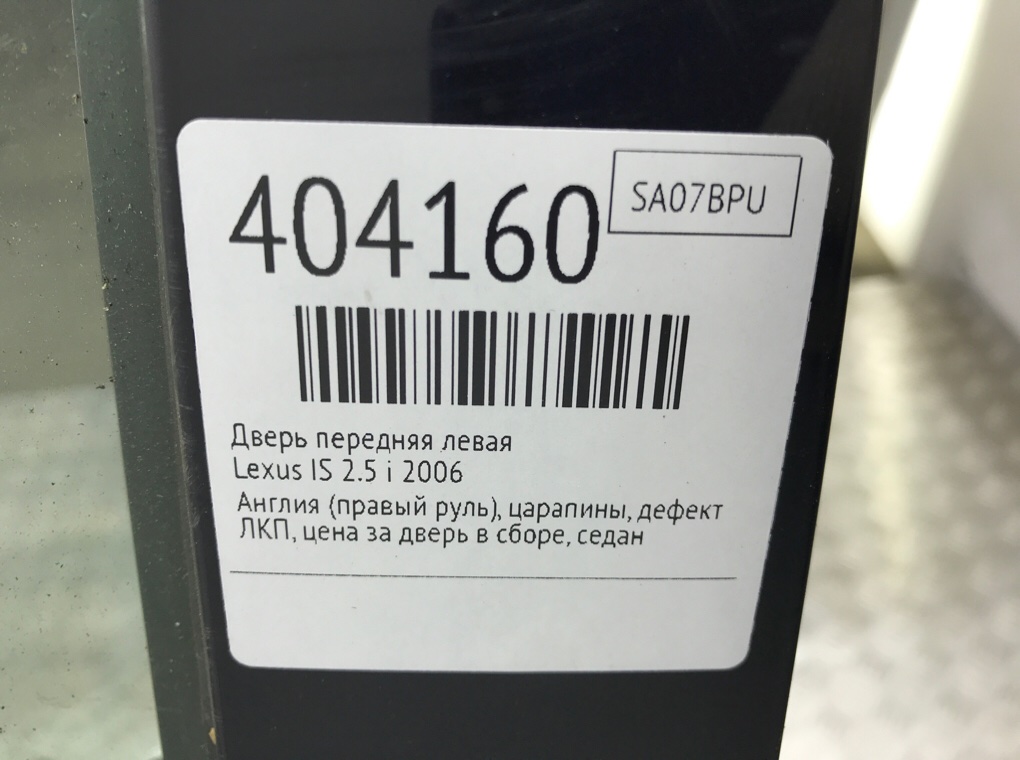 404160
SA07BPU
Дверь передняя левая
Lexus IS 2.5 i 2006
Англия (правый руль), царапины, дефект
ЛКП, цена за дверь в сборе, седан